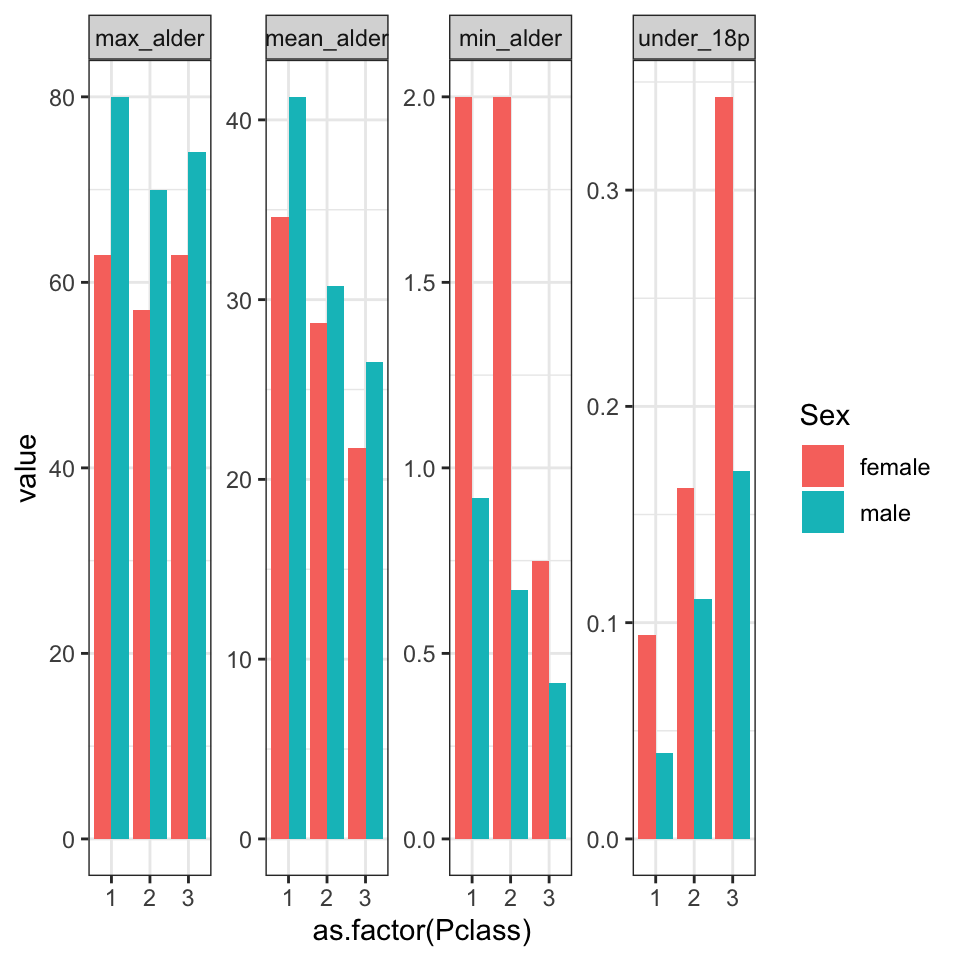 max_alder mean_alder min_alder under_18p
value
80
60
40
20
0
40
30
20
10
0
2.0
1.5
1.0
0.5
0.0
0.3
0.2
0.1
0.0
1 2 3 1 2 3 1 2 3 1 2 3
as.factor(Pclass)
Sex
female
male